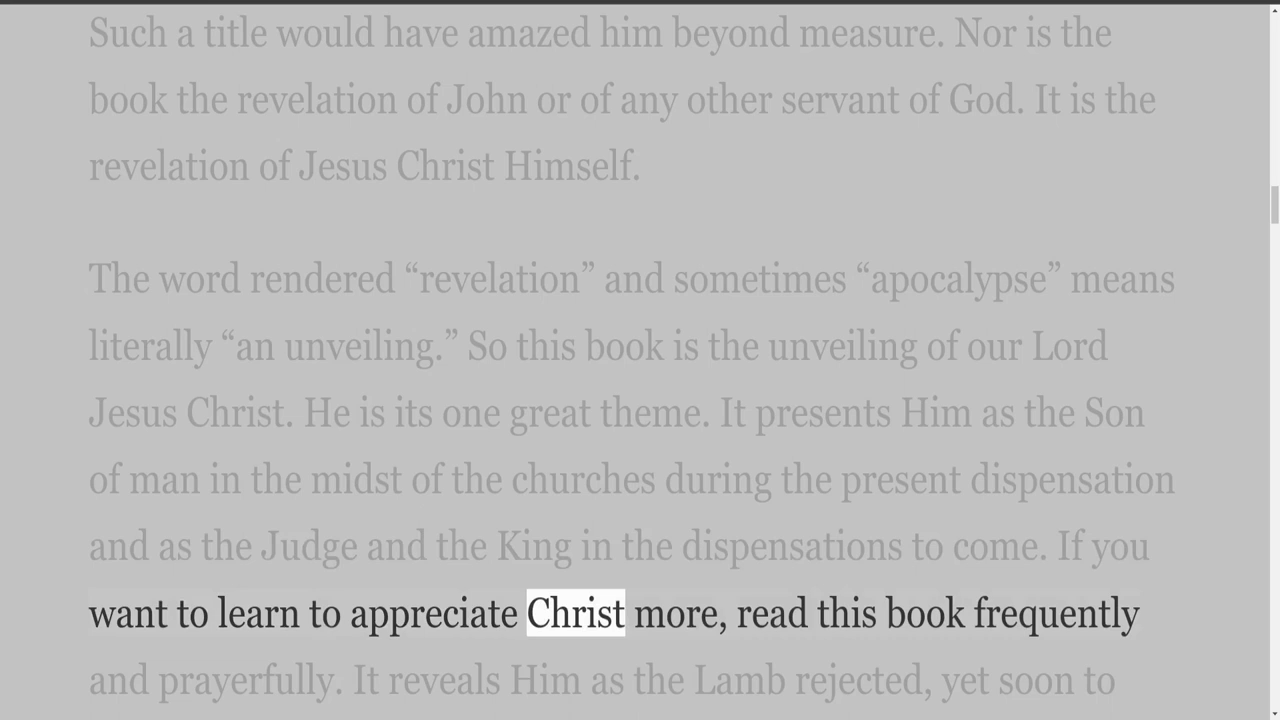 Such a title would have amazed him beyond measure. Nor is the
book the revelation of John or of any other servant of God. It is the
revelation of Jesus Christ Himself.
The word rendered “revelation” and sometimes “apocalypse” means
literally “an unveiling.” So this book is the unveiling of our Lord
Jesus Christ. He is its one great theme. It presents Him as the Son
of man in the midst of the churches during the present dispensation
and as the Judge and the King in the dispensations to come. If you
want to learn to appreciate Christ more, read this book frequently
and prayerfully. It reveals Him as the Lamb rejected, yet soon to